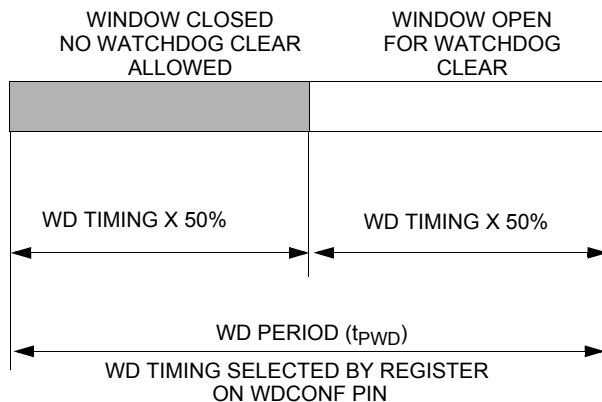 WINDOW CLOSED
NO WATCHDOG CLEAR
ALLOWED
WINDOW OPEN
FOR WATCHDOG
CLEAR
WD TIMING X 50%
WD TIMING X 50%
WD PERIOD (tPWD)
WD TIMING SELECTED BY REGISTER
ON WDCONF PIN